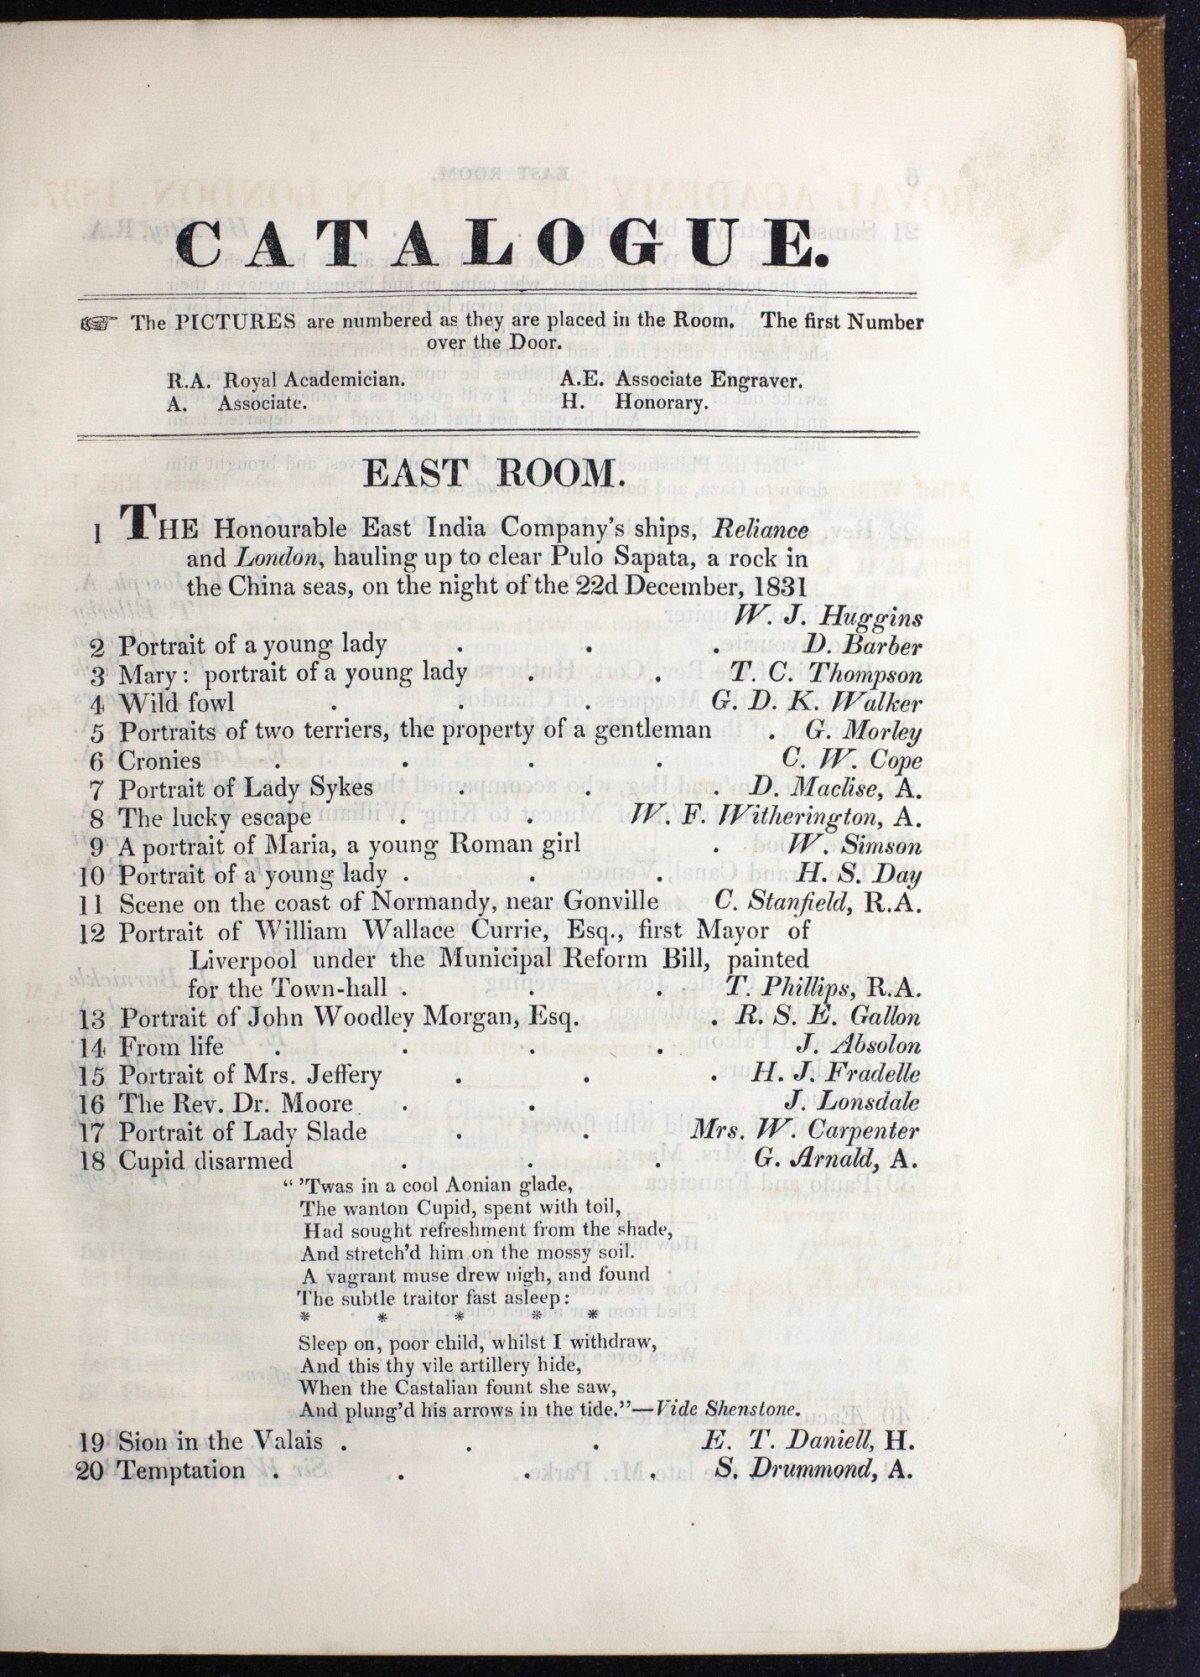 CATALOGUE.
☞ The PICTURES are numbered as they are placed in the Room. The first Number
over the Door.
R.A. Royal Academician. A.E. Associate Engraver.
A. Associate. H. Honorary.
EAST ROOM.
1 THE Honourable East India Company's ships, Reliance
and London, hauling up to clear Pulo Sapata, a rock in
the China seas, on the night of the 22d December, 1831
W. J. Huggins
2 Portrait of a young lady . . . D. Barber
3 Mary: portrait of a young lady . . T. C. Thompson
4 Wild fowl . . . G. D. K. Walker
5 Portraits of two terriers, the property of a gentleman . G. Morley
6 Cronies . . . . C. W. Cope
7 Portrait of Lady Sykes . . . D. Maclise, A.
8 The lucky escape . . W. F. Witherington, A.
9 A portrait of Maria, a young Roman girl . W. Simson
10 Portrait of a young lady . . . H. S. Day
11 Scene on the coast of Normandy, near Gonville C. Stanfield, R.A.
12 Portrait of William Wallace Currie, Esq., first Mayor of
Liverpool under the Municipal Reform Bill, painted
for the Town-hall . . . T. Phillips, R.A.
13 Portrait of John Woodley Morgan, Esq. . R. S. E. Gallon
14 From life . . . . J. Absolon
15 Portrait of Mrs. Jeffery . . . H. J. Fradelle
16 The Rev. Dr. Moore . . J. Lonsdale
17 Portrait of Lady Slade . . Mrs. W. Carpenter
18 Cupid disarmed . . . G. Arnald, A.
“ 'Twas in a cool Aonian glade,
The wanton Cupid, spent with toil,
Had sought refreshment from the shade,
And stretch'd him on the mossy soil.
A vagrant muse drew nigh, and found
The subtle traitor fast asleep:
* * * * *
Sleep on, poor child, whilst I withdraw,
And this thy vile artillery hide,
When the Castalian fount she saw,
And plung'd his arrows in the tide.”—Vide Shenstone.
19 Sion in the Valais . . . E. T. Daniell, H.
20 Temptation . . . . S. Drummond, A.